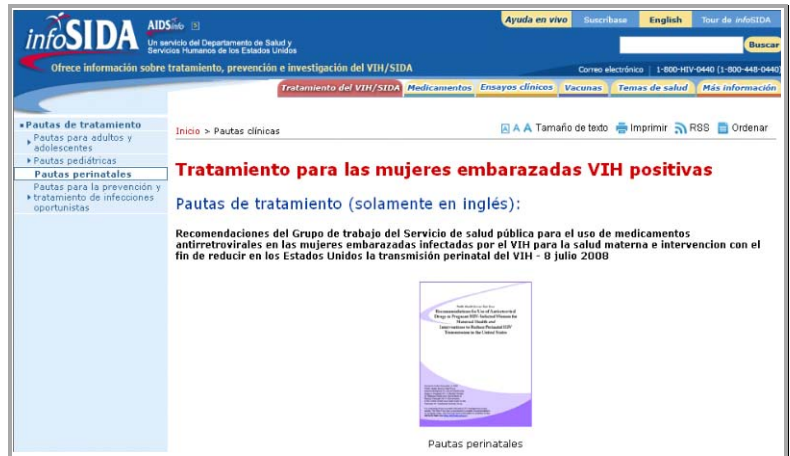 infoSIDA
AIDSinfo
Un servicio del Departamento de Salud y
Servicios Humanos de los Estados Unidos
Ofrece información sobre tratamiento, prevención e investigación del VIH/SIDA
Ayuda en vivo
Suscríbase
English
Tour de infoSIDA
Buscar
Correo electrónico | 1-800-HIV-0440 (1-800-448-0440)
Tratamiento del VIH/SIDA
Medicamentos
Ensayos clínicos
Vacunas
Temas de salud
Más información
Pautas de tratamiento
Pautas para adultos y
adolescentes
Pautas pediátricas
Pautas perinatales
Pautas para la prevención y
tratamiento de infecciones
oportunistas
Inicio > Pautas clínicas
A A A Tamaño de texto
Imprimir
RSS
Ordenar
Tratamiento para las mujeres embarazadas VIH positivas
Pautas de tratamiento (solamente en inglés):
Recomendaciones del Grupo de trabajo del Servicio de salud pública para el uso de medicamentos
antirretrovirales en las mujeres embarazadas infectadas por el VIH para la salud materna e intervencion con el
fin de reducir en los Estados Unidos la transmisión perinatal del VIH - 8 julio 2008
Recommendations for Use of Antiretroviral
Drugs in Pregnant HIV-Infected Women for
Maternal Health and
Interventions to Reduce Perinatal HIV
Transmission in the United States
Pautas perinatales